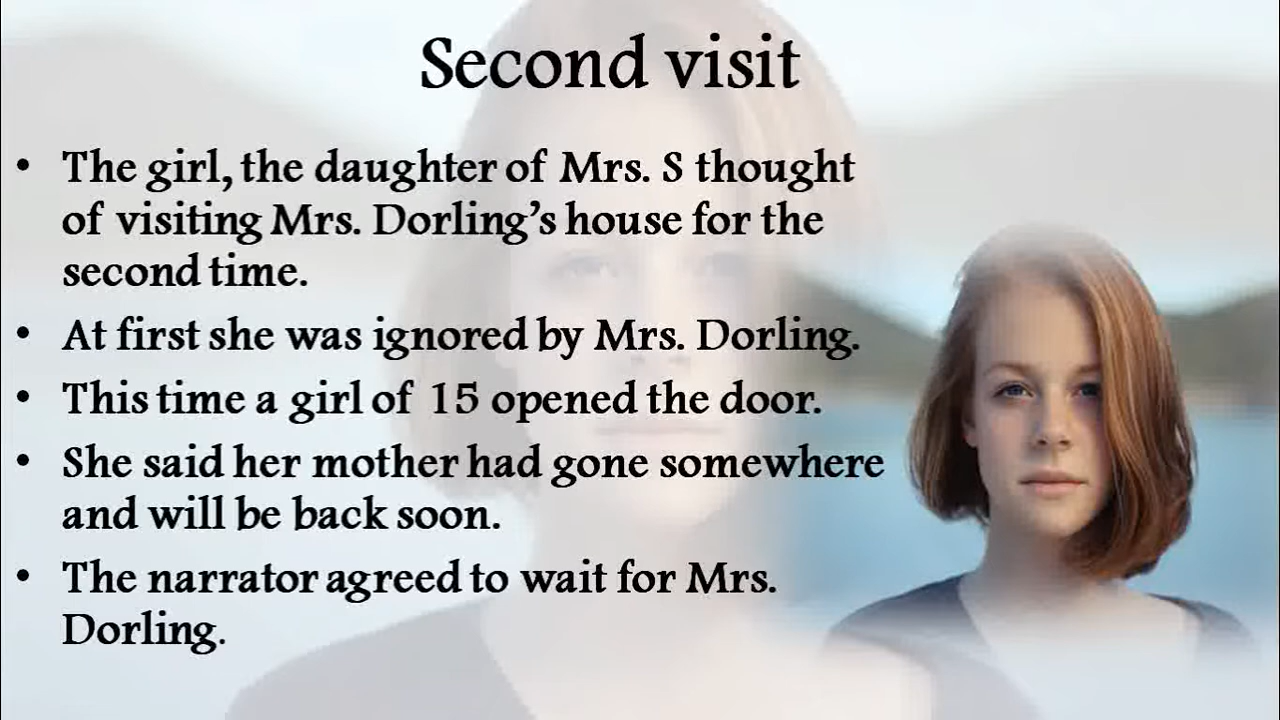 Second visit
• The girl, the daughter of Mrs. S thought
of visiting Mrs. Dorling's house for the
second time.
• At first she was ignored by Mrs. Dorling.
• This time a girl of 15 opened the door.
• She said her mother had gone somewhere
and will be back soon.
• The narrator agreed to wait for Mrs.
Dorling.